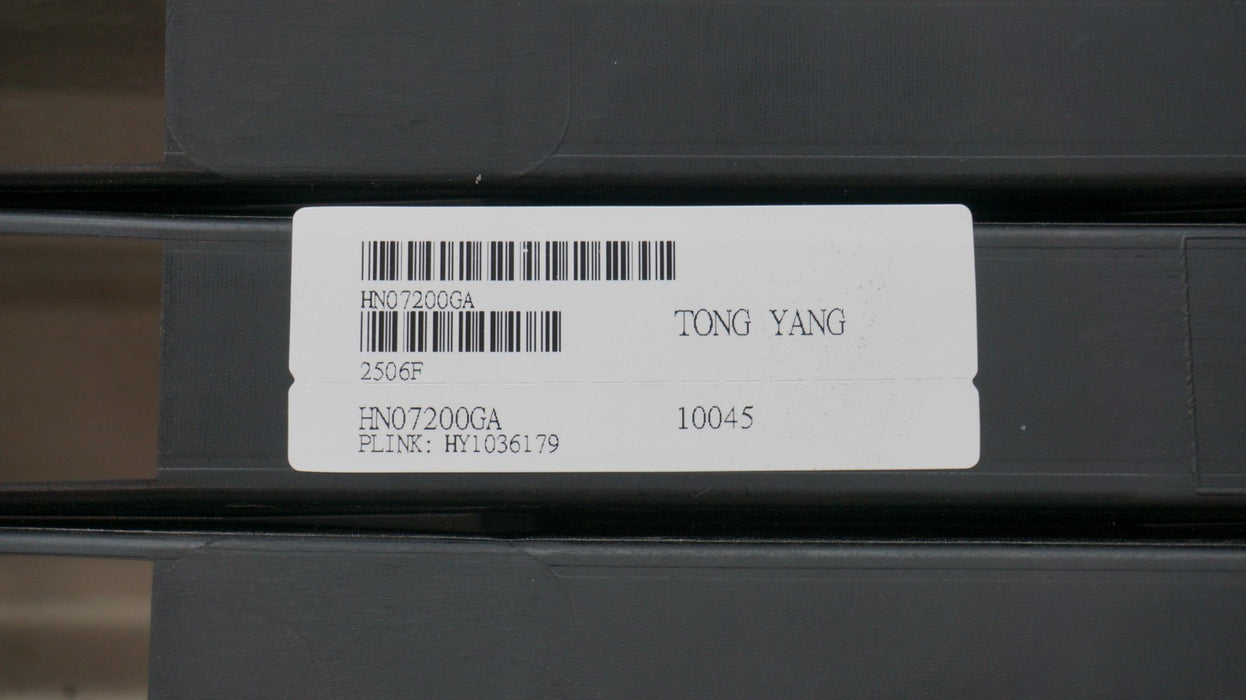 HN07200GA
TONG YANG
2506F
HN07200GA 10045
PLINK: HY1036179